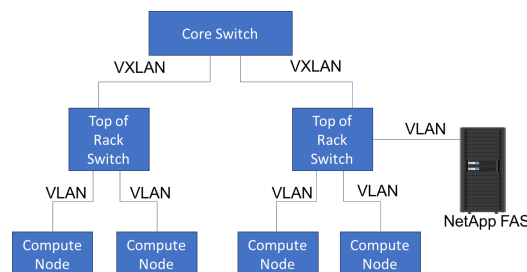 Core Switch
VXLAN
VXLAN
Top of
Rack
Switch
Top of
Rack
Switch
VLAN
VLAN
VLAN
VLAN
VLAN
NetApp FAS
Compute
Node
Compute
Node
Compute
Node
Compute
Node